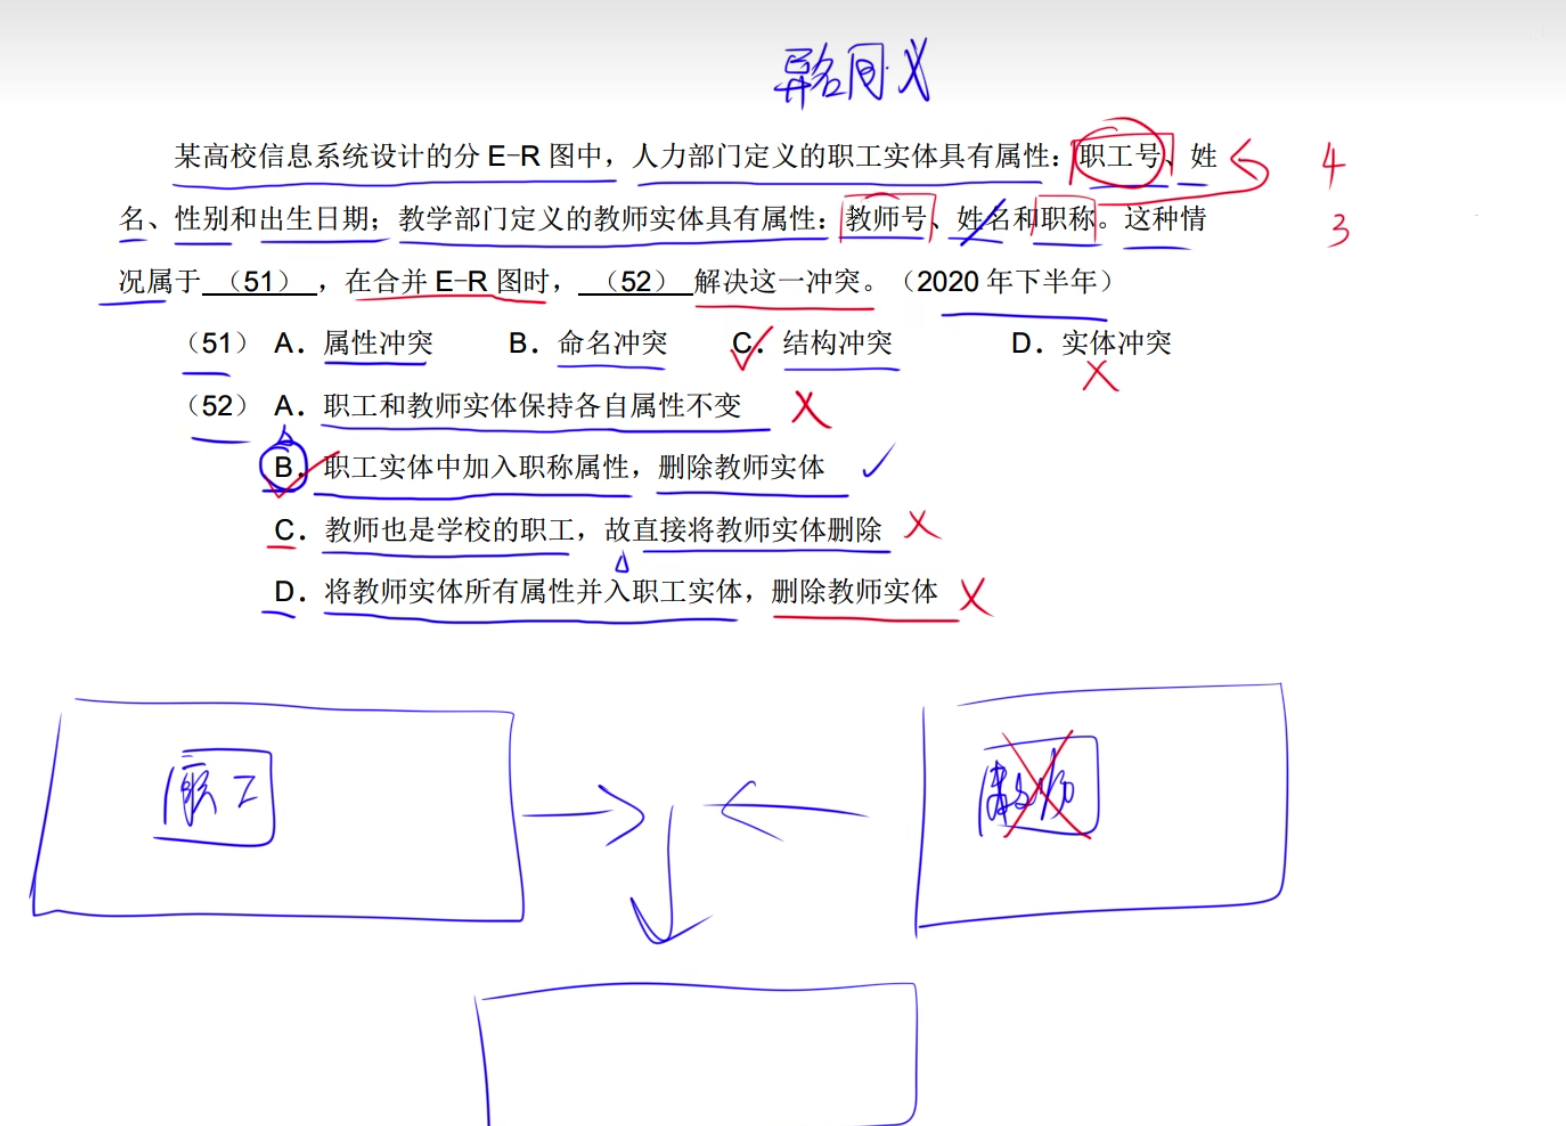 异名同义
某高校信息系统设计的分 E-R 图中，人力部门定义的职工实体具有属性：职工号、姓 4
名、性别和出生日期；教学部门定义的教师实体具有属性：教师号、姓名和职称。这种情 3
况属于（51），在合并 E-R 图时，（52）解决这一冲突。（2020 年下半年）
（51） A．属性冲突 B．命名冲突 C．结构冲突 D．实体冲突
（52） A．职工和教师实体保持各自属性不变
B．职工实体中加入职称属性，删除教师实体
C．教师也是学校的职工，故直接将教师实体删除
D．将教师实体所有属性并入职工实体，删除教师实体
职工 教师